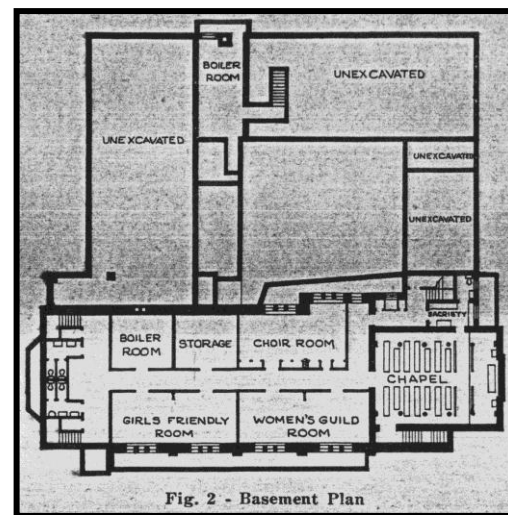 BOILER
ROOM
UNEXCAVATED
UNEXCAVATED
UNEXCAVATED
UNEXCAVATED
SACRISTY
BOILER
ROOM
STORAGE
CHOIR ROOM
CHAPEL
GIRLS FRIENDLY
ROOM
WOMEN'S GUILD
ROOM
Fig. 2 - Basement Plan